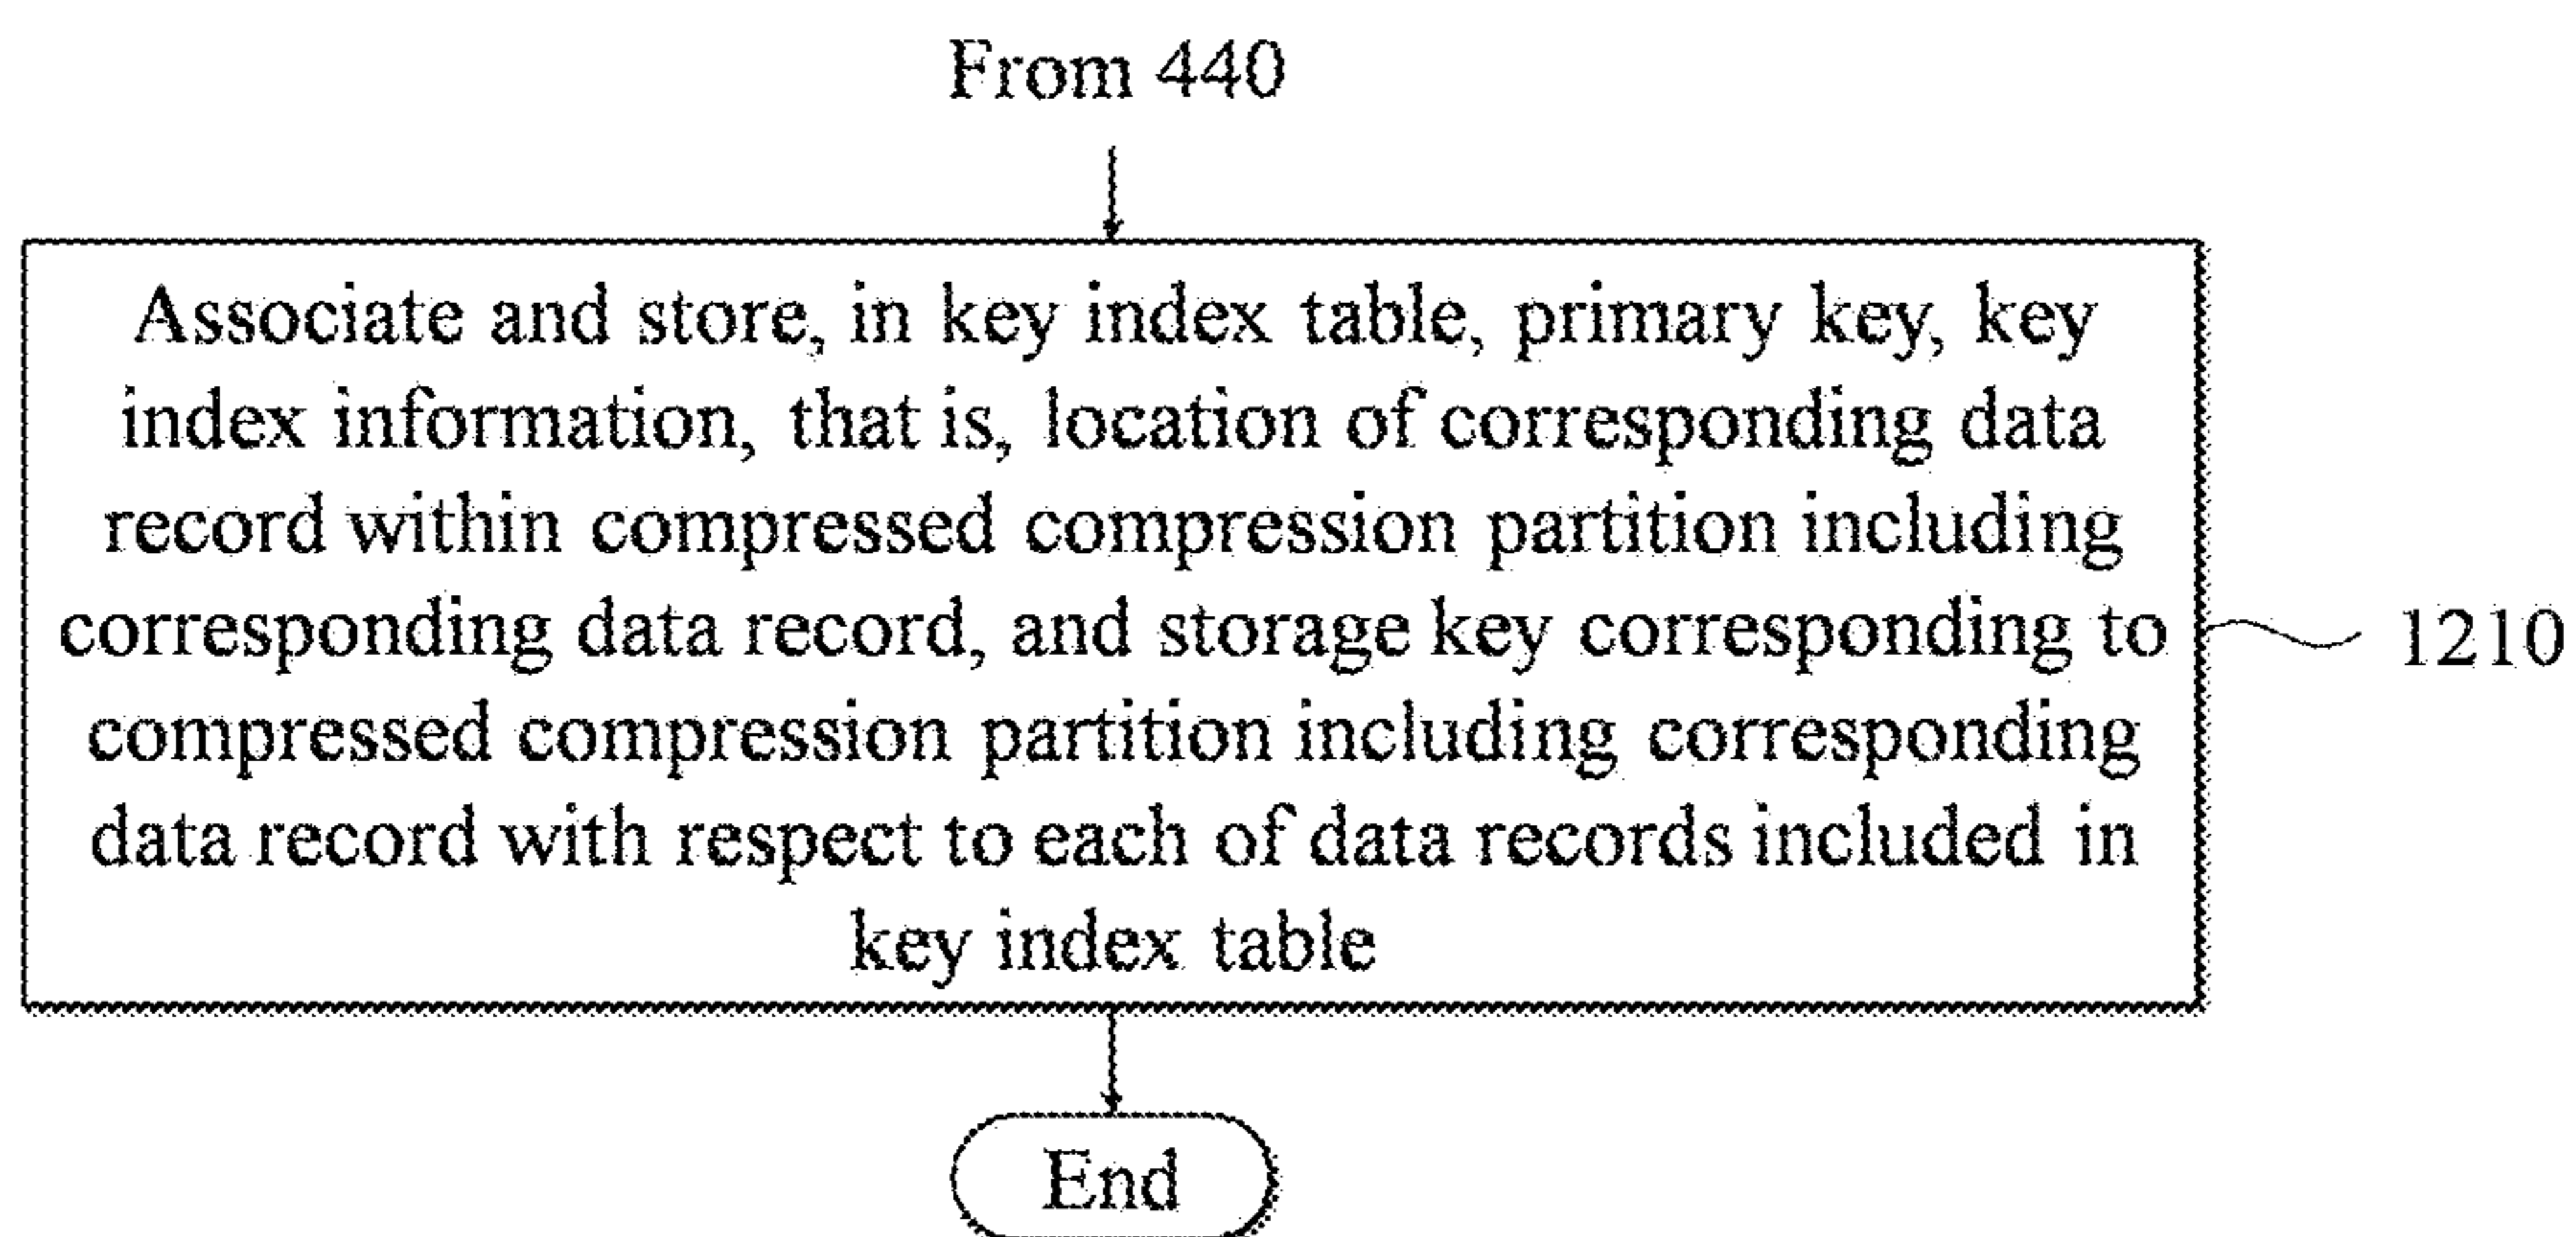 From 440
Associate and store, in key index table, primary key, key
index information, that is, location of corresponding data
record within compressed compression partition including
corresponding data record, and storage key corresponding to
compressed compression partition including corresponding
data record with respect to each of data records included in
key index table
1210
End